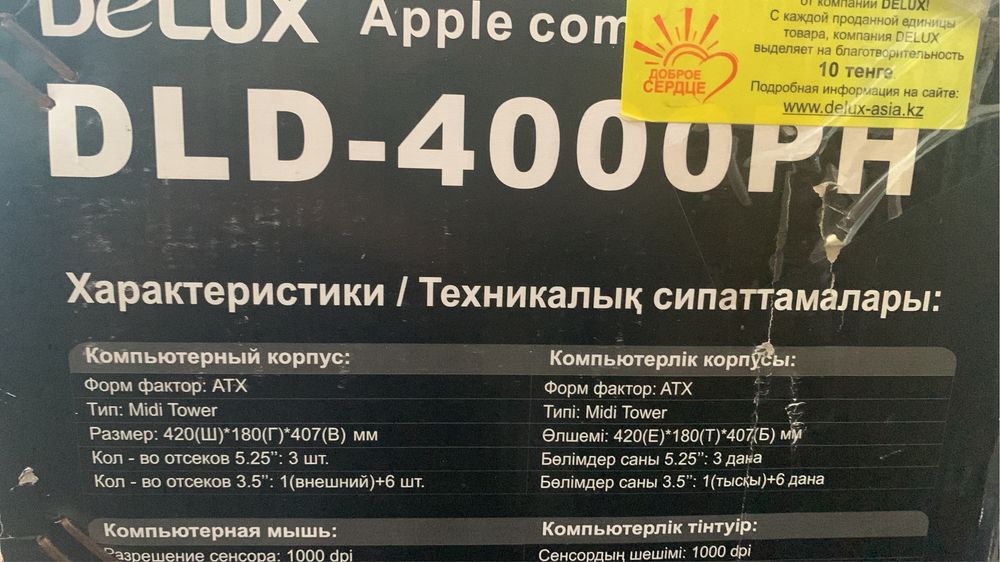 DELUX Apple com
от компании DELUX!
С каждой проданной единицы
товара, компания DELUX
выделяет на благотворительность
10 тенге
Подробная информация на сайте:
www.delux-asia.kz
ДОБРОЕ
СЕРДЦЕ
DLD-4000PH
Характеристики / Техникалық сипаттамалары:
Компьютерный корпус:
Форм фактор: ATX
Тип: Midi Tower
Размер: 420(Ш)*180(Г)*407(В) мм
Кол - во отсеков 5.25": 3 шт.
Кол - во отсеков 3.5": 1(внешний)+6 шт.
Компьютерлік корпусы:
Форм фактор: ATX
Типі: Midi Tower
Өлшемі: 420(Е)*180(Т)*407(Б) мм
Бөлімдер саны 5.25": 3 дана
Бөлімдер саны 3.5": 1(тысқы)+6 дана
Компьютерная мышь:
Разрешение сенсора: 1000 dpi
Компьютерлік тінтуір:
Сенсордың шешімі: 1000 dpi